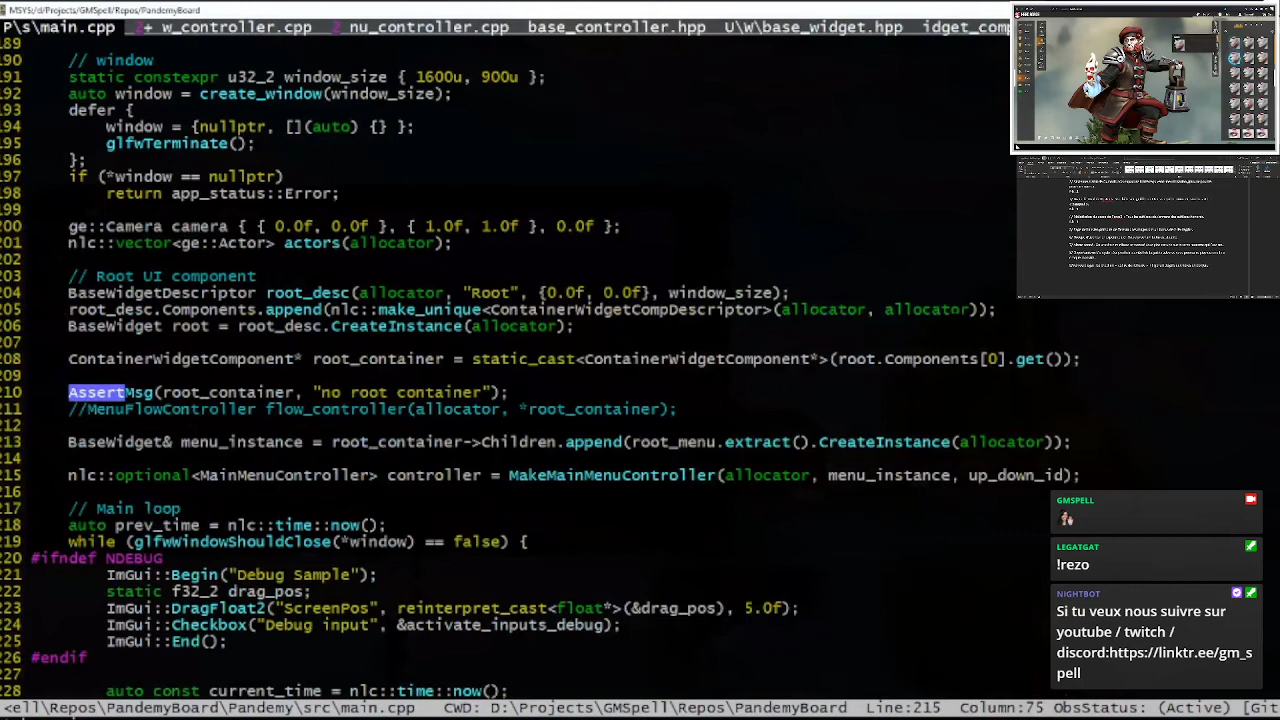 MSYS:/d/Projects/GMSpell/Repos/PandemyBoard
P\s\main.cpp 2+ w_controller.cpp 2 nu_controller.cpp base_controller.hpp U\w\base_widget.hpp idget_com
189
190 // window
191 static constexpr u32_2 window_size { 1600u, 900u };
192 auto window = create_window(window_size);
193 defer {
194 window = {nullptr, [](auto) {} };
195 glfwTerminate();
196 };
197 if (*window == nullptr)
198 return app_status::Error;
199
200 ge::Camera camera { { 0.0f, 0.0f }, { 1.0f, 1.0f }, 0.0f };
201 nlc::vector<ge::Actor> actors(allocator);
202
203 // Root UI component
204 BaseWidgetDescriptor root_desc(allocator, "Root", {0.0f, 0.0f}, window_size);
205 root_desc.Components.append(nlc::make_unique<ContainerWidgetCompDescriptor>(allocator, allocator));
206 BaseWidget root = root_desc.CreateInstance(allocator);
207
208 ContainerWidgetComponent* root_container = static_cast<ContainerWidgetComponent*>(root.Components[0].get());
209
210 AssertMsg(root_container, "no root container");
211 //MenuFlowController flow_controller(allocator, *root_container);
212
213 BaseWidget& menu_instance = root_container->Children.append(root_menu.extract().CreateInstance(allocator));
214
215 nlc::optional<MainMenuController> controller = MakeMainMenuController(allocator, menu_instance, up_down_id);
216
217 // Main loop
218 auto prev_time = nlc::time::now();
219 while (glfwWindowShouldClose(*window) == false) {
220 #ifndef NDEBUG
221 ImGui::Begin("Debug Sample");
222 static f32_2 drag_pos;
223 ImGui::DragFloat2("ScreenPos", reinterpret_cast<float*>(&drag_pos), 5.0f);
224 ImGui::Checkbox("Debug input", &activate_inputs_debug);
225 ImGui::End();
226 #endif
227
228 auto const current_time = nlc::time::now();
<ell\Repos\PandemyBoard\Pandemy\src\main.cpp CWD: D:\Projects\GMSpell\Repos\PandemyBoard Line:215 Column:75 ObsStatus: (Active) [Git
GMSPELL
LEGATGAT
!rezo
NIGHTBOT
Si tu veux nous suivre sur
youtube / twitch /
discord:https://linktr.ee/gm_s
pell